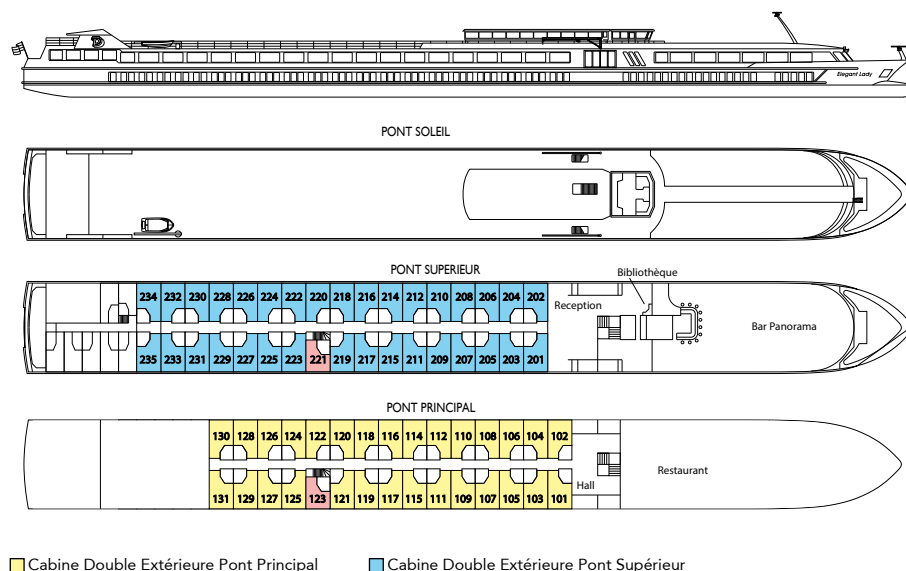 Elegant Lady
PONT SOLEIL
PONT SUPERIEUR
Bibliothèque
234 232 230 228 226 224 222 220 218 216 214 212 210 208 206 204 202
Reception
Bar Panorama
235 233 231 229 227 225 223 221 219 217 215 211 209 207 205 203 201
PONT PRINCIPAL
130 128 126 124 122 120 118 116 114 112 110 108 106 104 102
Restaurant
Hall
131 129 127 125 123 121 119 117 115 111 109 107 105 103 101
Cabine Double Extérieure Pont Principal
Cabine Double Extérieure Pont Supérieur